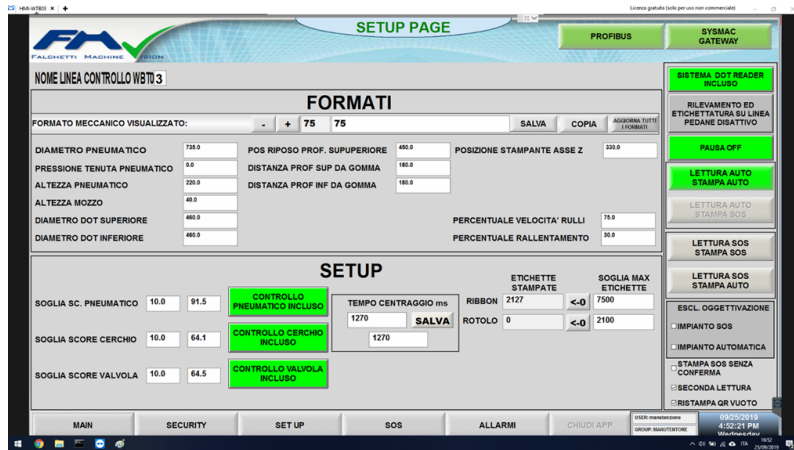 HMI-WTB03
Licenza gratuita (solo per uso non commerciale)
FALCHETTI MACHINE VISION
SETUP PAGE
PROFIBUS
SYSMAC
GATEWAY
NOME LINEA CONTROLLO WBT0 3
FORMATI
FORMATO MECCANICO VISUALIZZATO:
- + 75 75 SALVA COPIA AGGIORNA TUTTI
I FORMATI
DIAMETRO PNEUMATICO 735.0 POS RIPOSO PROF. SUPUPERIORE 450.0 POSIZIONE STAMPANTE ASSE Z 330.0
PRESSIONE TENUTA PNEUMATICO 0.0 DISTANZA PROF SUP DA GOMMA 180.0
ALTEZZA PNEUMATICO 220.0 DISTANZA PROF INF DA GOMMA 180.0
ALTEZZA MOZZO 40.0
DIAMETRO DOT SUPERIORE 460.0 PERCENTUALE VELOCITA' RULLI 75.0
DIAMETRO DOT INFERIORE 460.0 PERCENTUALE RALLENTAMENTO 30.0
SETUP
ETICHETTE
STAMPATE
SOGLIA MAX
ETICHETTE
SOGLIA SC. PNEUMATICO 10.0 91.5 CONTROLLO
PNEUMATICO INCLUSO
TEMPO CENTRAGGIO ms
1270 SALVA
1270
RIBBON 2127 <-0 7500
ROTOLO 0 <-0 2100
SOGLIA SCORE CERCHIO 10.0 64.1 CONTROLLO CERCHIO
INCLUSO
SOGLIA SCORE VALVOLA 10.0 64.5 CONTROLLO VALVOLA
INCLUSO
SISTEMA DOT READER
INCLUSO
RILEVAMENTO ED
ETICHETTATURA SU LINEA
PEDANE DISATTIVO
PAUSA OFF
LETTURA AUTO
STAMPA AUTO
LETTURA AUTO
STAMPA SOS
LETTURA SOS
STAMPA SOS
LETTURA SOS
STAMPA AUTO
ESCL. OGGETTIVAZIONE
IMPIANTO SOS
IMPIANTO AUTOMATICA
STAMPA SOS SENZA
CONFERMA
SECONDA LETTURA
RISTAMPA QR VUOTO
MAIN SECURITY SET UP SOS ALLARMI CHIUDI APP
USER: manutenzione
GROUP: MANUTENTORE
09/25/2019
4:52:21 PM
Wednesday
ITA
16:52
25/09/2019